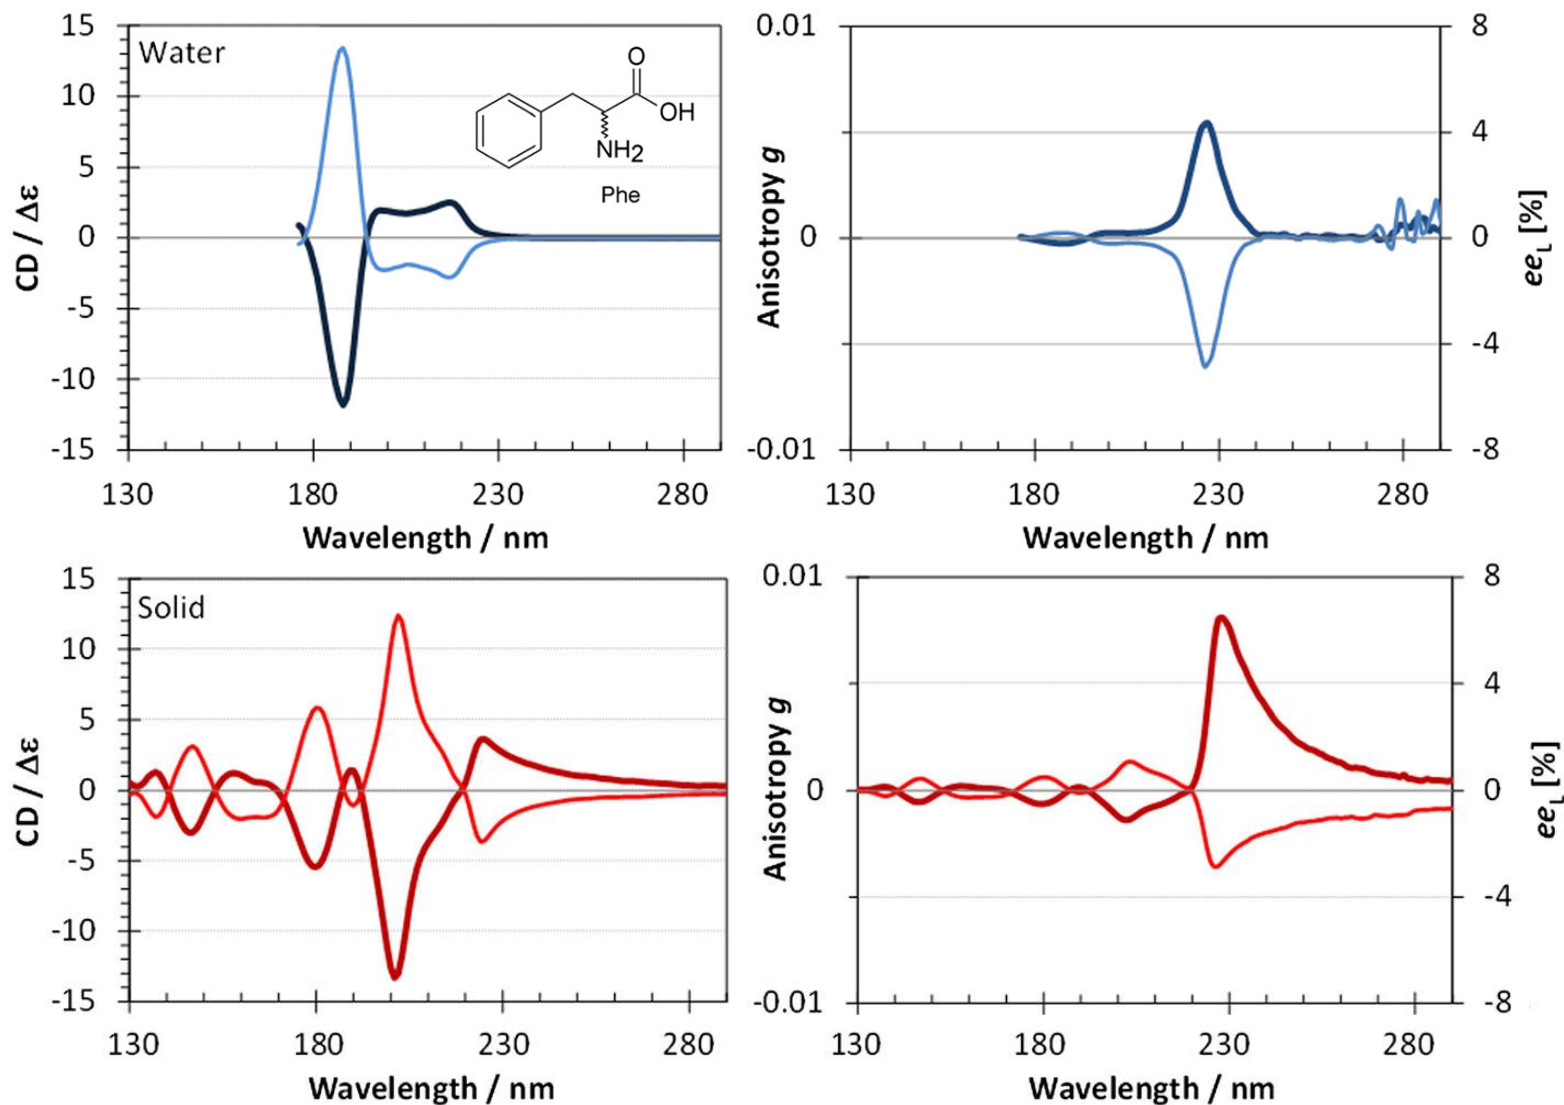 Water
15
10
5
0
-5
-10
-15
CD / Δε
130 180 230 280
Wavelength / nm
O
OH
NH2
Phe
0.01
0
-0.01
Anisotropy g
8
4
0
-4
-8
ee_L [%]
130 180 230 280
Wavelength / nm
Solid
15
10
5
0
-5
-10
-15
CD / Δε
130 180 230 280
Wavelength / nm
0.01
0
-0.01
Anisotropy g
8
4
0
-4
-8
ee_L [%]
130 180 230 280
Wavelength / nm